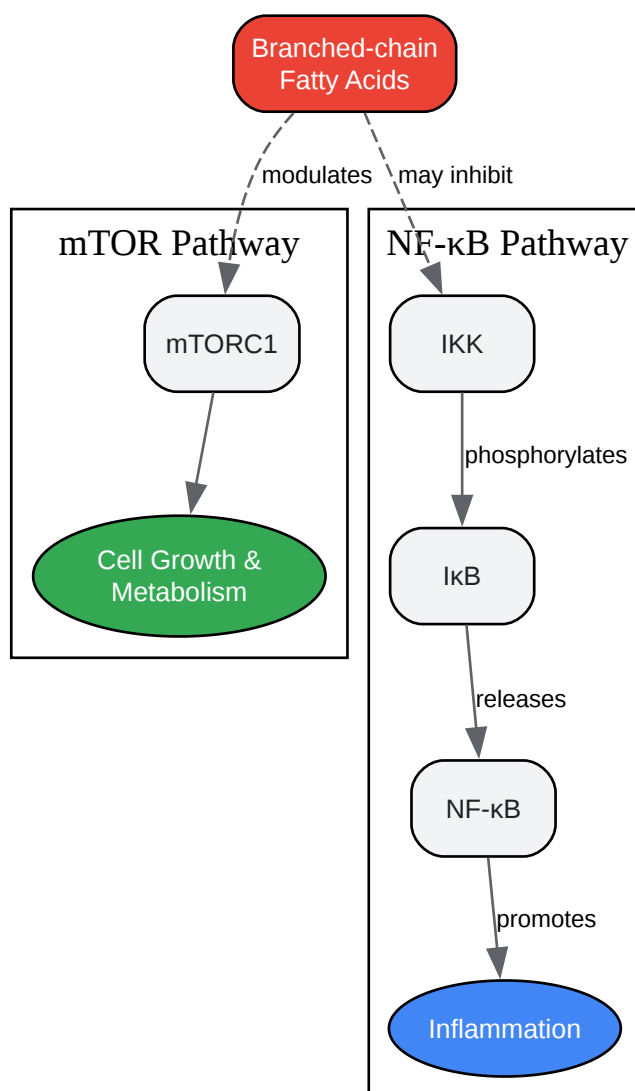 Branched-chain
Fatty Acids
modulates
may inhibit
mTOR Pathway
NF-κB Pathway
mTORC1
IKK
phosphorylates
Cell Growth &
Metabolism
IκB
releases
NF-κB
promotes
Inflammation